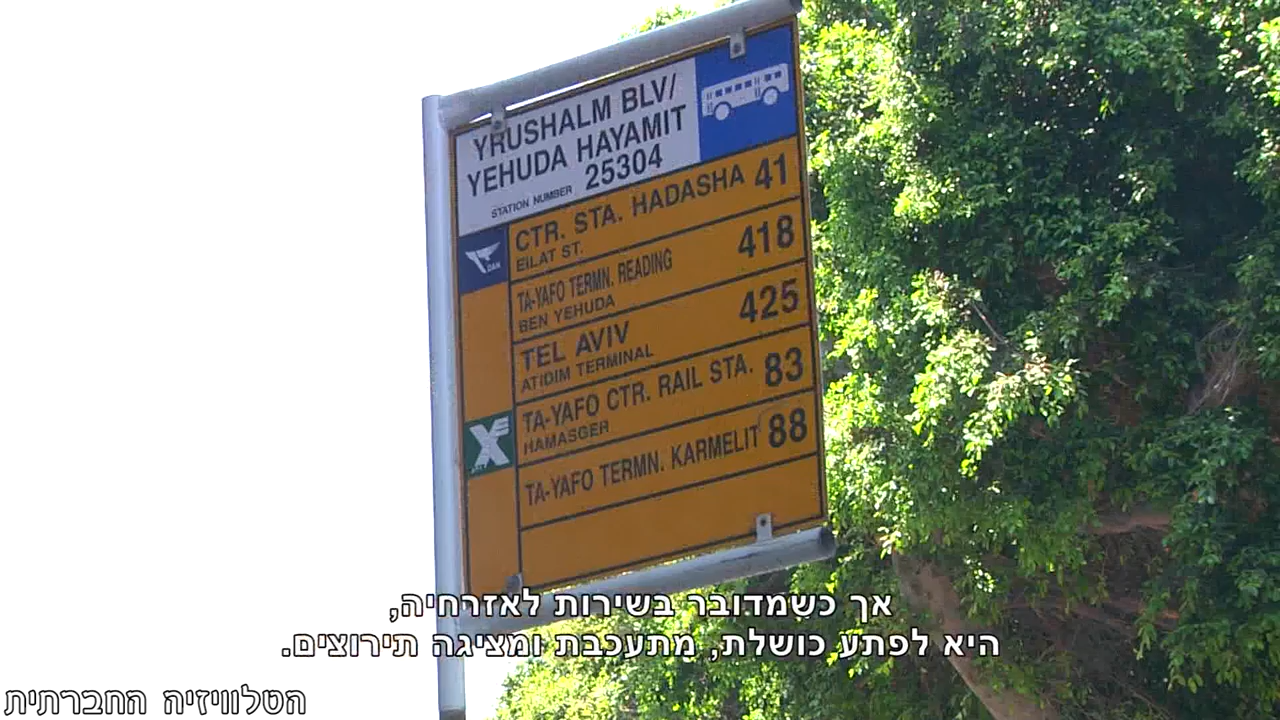 YRUSHALM BLV/
YEHUDA HAYAMIT
STATION NUMBER 25304
CTR. STA. HADASHA 41
EILAT ST.
TA-YAFO TERMN. READING 418
BEN YEHUDA
TEL AVIV 425
ATIDIM TERMINAL
TA-YAFO CTR. RAIL STA. 83
HAMASGER
TA-YAFO TERMN. KARMELIT 88
DAN
אך כשמדובר בשירות לאזרחיה,
היא לפתע כושלת, מתעכבת ומציגה תירוצים.
הטלוויזיה החברתית